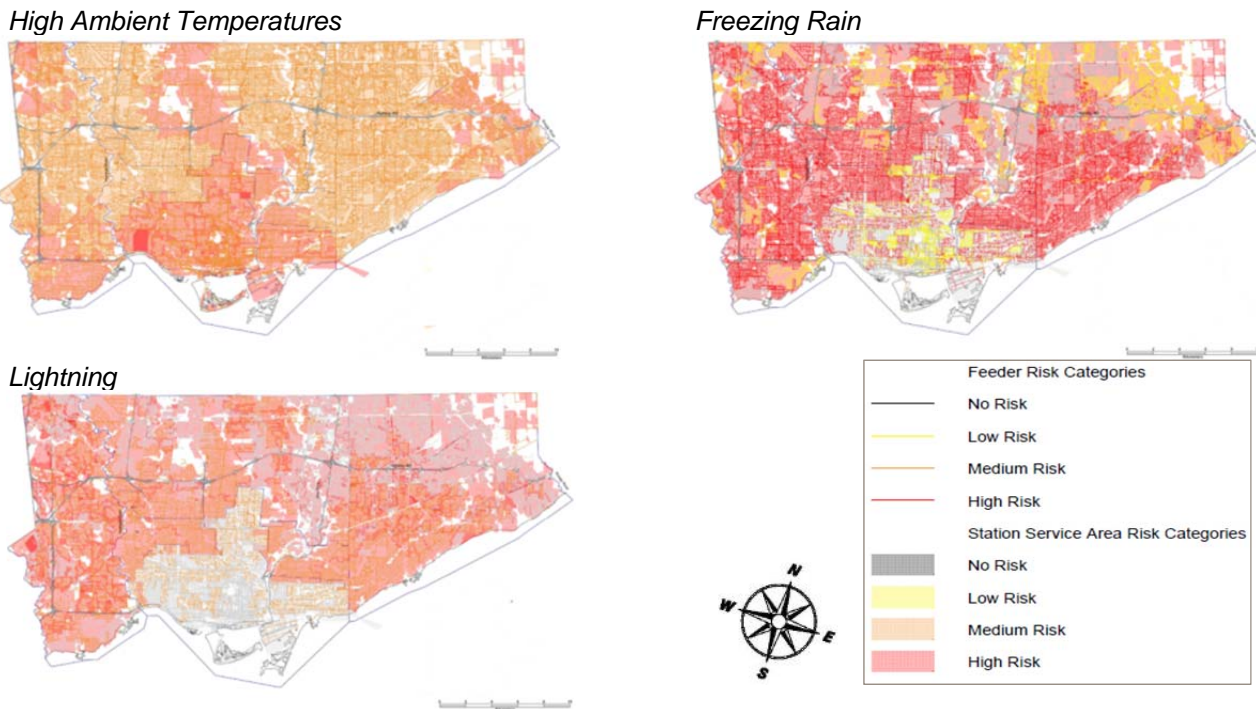 High Ambient Temperatures
Freezing Rain
Lightning
Feeder Risk Categories
No Risk
Low Risk
Medium Risk
High Risk
Station Service Area Risk Categories
No Risk
Low Risk
Medium Risk
High Risk
N
W
E
S